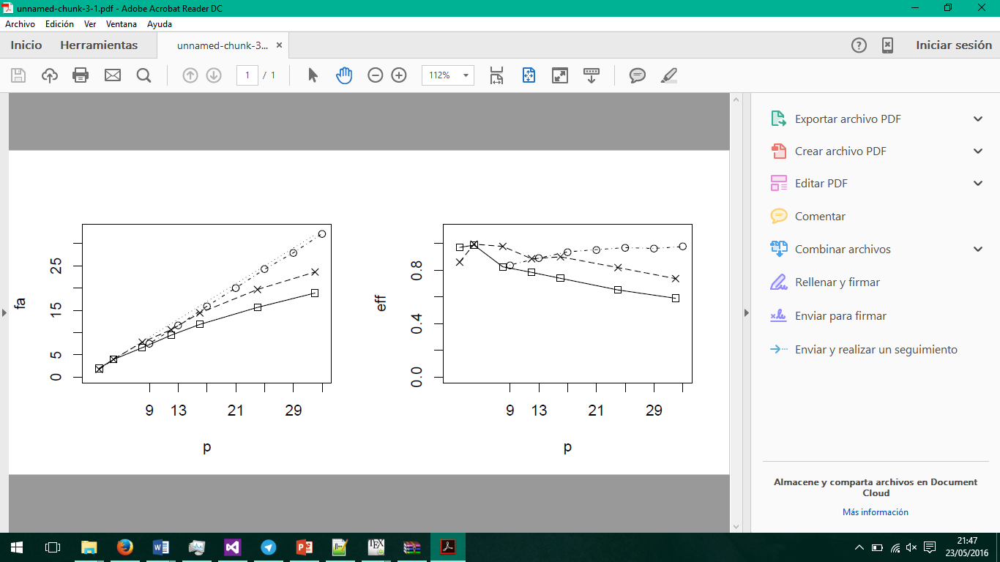 unnamed-chunk-3-1.pdf - Adobe Acrobat Reader DC
Archivo Edición Ver Ventana Ayuda
Inicio Herramientas unnamed-chunk-3... × Iniciar sesión
1 / 1 112%
Exportar archivo PDF
Crear archivo PDF
Editar PDF
Comentar
Combinar archivos
Rellenar y firmar
Enviar para firmar
Enviar y realizar un seguimiento
Almacene y comparta archivos en Document
Cloud
Más información
fa
25
15
5
0
9 13 21 29
p
eff
0.8
0.4
0.0
9 13 21 29
p
21:47
23/05/2016